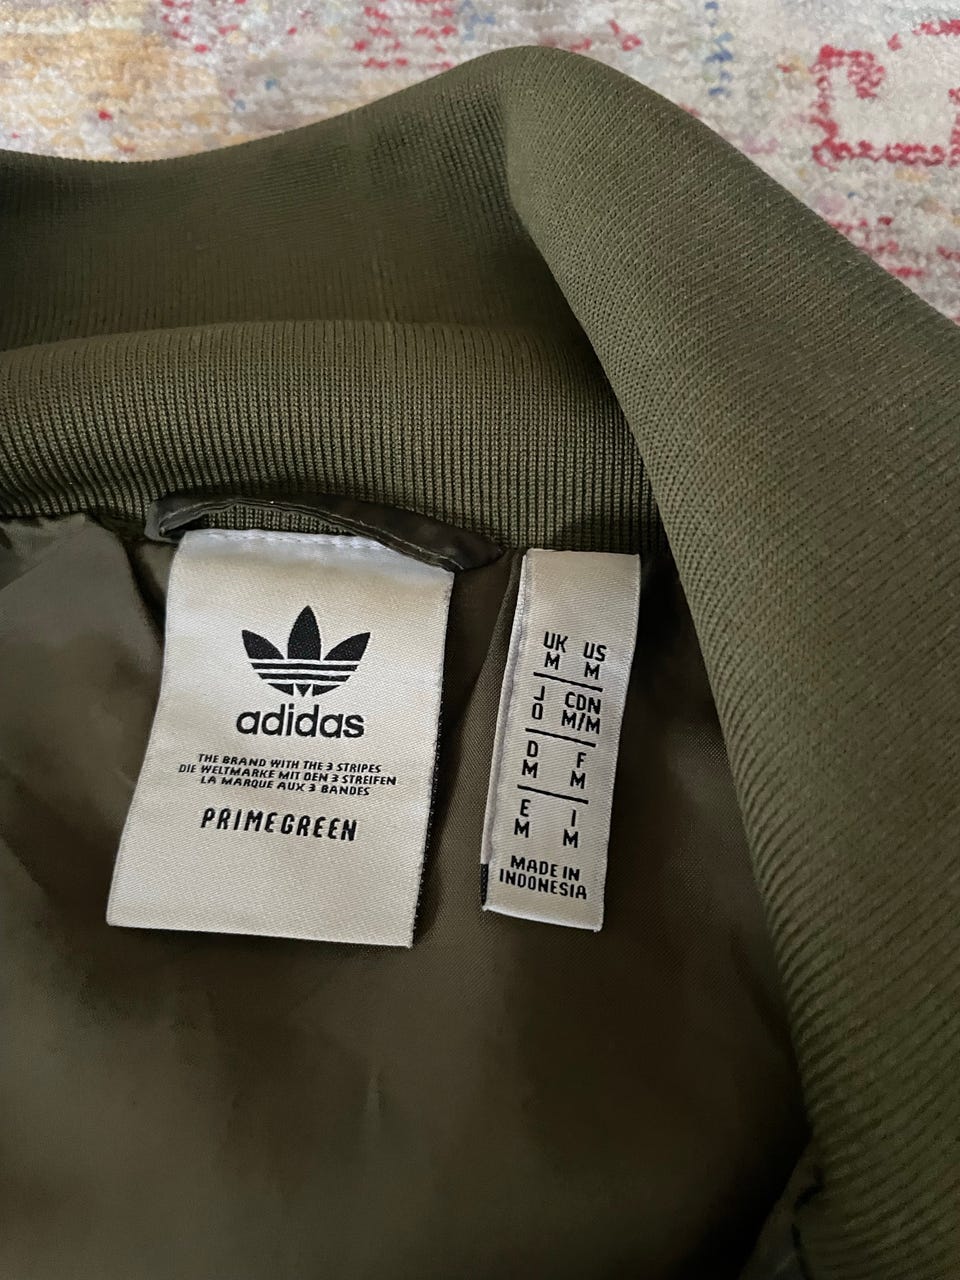 adidas
THE BRAND WITH THE 3 STRIPES
DIE WELTMARKE MIT DEN 3 STREIFEN
LA MARQUE AUX 3 BANDES
PRIMEGREEN
UK M US M
J O CDN M/M
D M F M
E M I M
MADE IN
INDONESIA